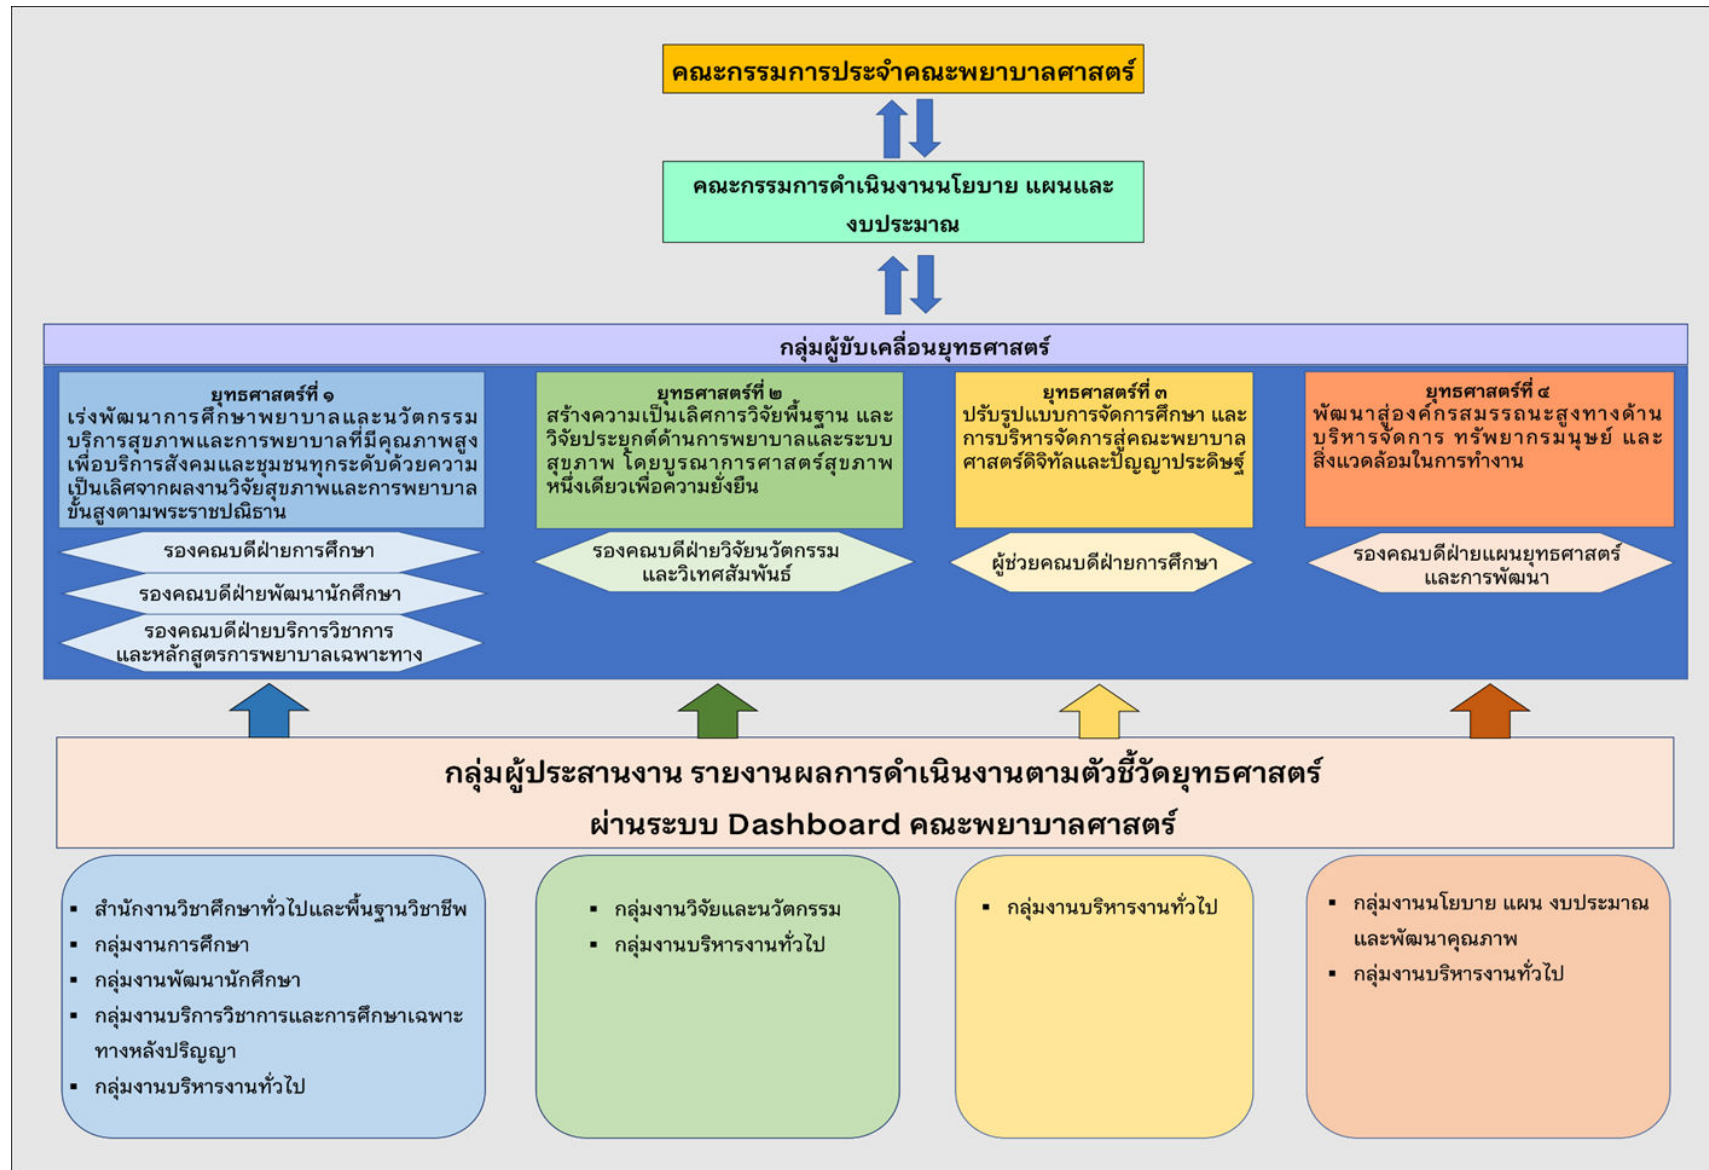 คณะกรรมการประจำคณะพยาบาลศาสตร์
คณะกรรมการดำเนินงานนโยบาย แผนและ
งบประมาณ
กลุ่มผู้ขับเคลื่อนยุทธศาสตร์
ยุทธศาสตร์ที่ ๑
เร่งพัฒนาการศึกษาพยาบาลและนวัตกรรม
บริการสุขภาพและการพยาบาลที่มีคุณภาพสูง
เพื่อบริการสังคมและชุมชนทุกระดับด้วยความ
เป็นเลิศจากผลงานวิจัยสุขภาพและการพยาบาล
ขั้นสูงตามพระราชปณิธาน
รองคณบดีฝ่ายการศึกษา
รองคณบดีฝ่ายพัฒนานักศึกษา
รองคณบดีฝ่ายบริการวิชาการ
และหลักสูตรการพยาบาลเฉพาะทาง
ยุทธศาสตร์ที่ ๒
สร้างความเป็นเลิศการวิจัยพื้นฐาน และ
วิจัยประยุกต์ด้านการพยาบาลและระบบ
สุขภาพ โดยบูรณาการศาสตร์สุขภาพ
หนึ่งเดียวเพื่อความยั่งยืน
รองคณบดีฝ่ายวิจัยนวัตกรรม
และวิเทศสัมพันธ์
ยุทธศาสตร์ที่ ๓
ปรับรูปแบบการจัดการศึกษา และ
การบริหารจัดการสู่คณะพยาบาล
ศาสตร์ดิจิทัลและปัญญาประดิษฐ์
ผู้ช่วยคณบดีฝ่ายการศึกษา
ยุทธศาสตร์ที่ ๔
พัฒนาสู่องค์กรสมรรถนะสูงทางด้าน
บริหารจัดการ ทรัพยากรมนุษย์ และ
สิ่งแวดล้อมในการทำงาน
รองคณบดีฝ่ายแผนยุทธศาสตร์
และการพัฒนา
กลุ่มผู้ประสานงาน รายงานผลการดำเนินงานตามตัวชี้วัดยุทธศาสตร์
ผ่านระบบ Dashboard คณะพยาบาลศาสตร์
▪ สำนักงานวิชาศึกษาทั่วไปและพื้นฐานวิชาชีพ
▪ กลุ่มงานการศึกษา
▪ กลุ่มงานพัฒนานักศึกษา
▪ กลุ่มงานบริการวิชาการและการศึกษาเฉพาะ
ทางหลังปริญญา
▪ กลุ่มงานบริหารงานทั่วไป
▪ กลุ่มงานวิจัยและนวัตกรรม
▪ กลุ่มงานบริหารงานทั่วไป
▪ กลุ่มงานบริหารงานทั่วไป
▪ กลุ่มงานนโยบาย แผน งบประมาณ
และพัฒนาคุณภาพ
▪ กลุ่มงานบริหารงานทั่วไป